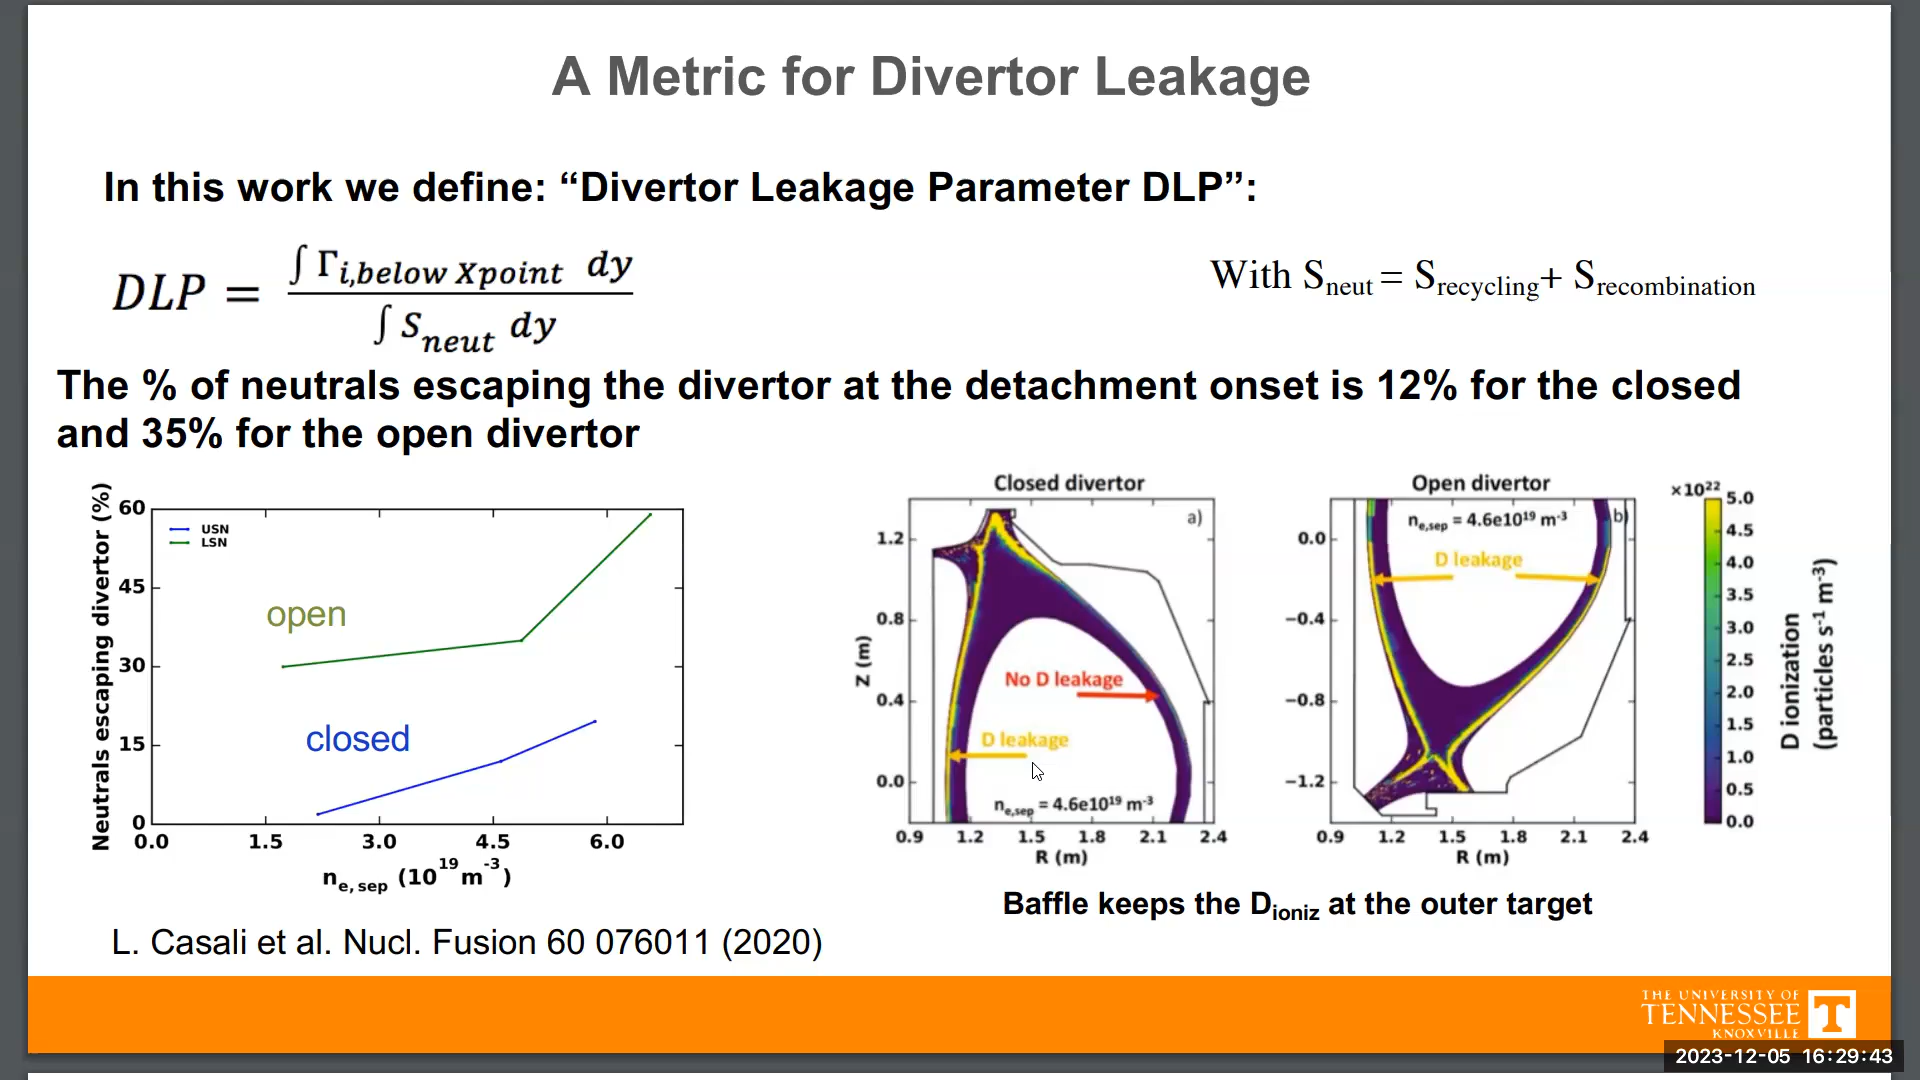 A Metric for Divertor Leakage
In this work we define: “Divertor Leakage Parameter DLP”:
DLP = ∫ Γi,below Xpoint dy / ∫ Sneut dy
With Sneut = Srecycling + Srecombination
The % of neutrals escaping the divertor at the detachment onset is 12% for the closed
and 35% for the open divertor
Neutrals escaping divertor (%)
60
45
30
15
0
USN
LSN
open
closed
0.0 1.5 3.0 4.5 6.0
ne, sep (10^19 m^-3)
Closed divertor
a)
1.2
0.8
0.4
0.0
Z (m)
No D leakage
D leakage
ne,sep = 4.6e10^19 m^-3
0.9 1.2 1.5 1.8 2.1 2.4
R (m)
Open divertor
ne,sep = 4.6e10^19 m^-3
b)
D leakage
0.0
−0.4
−0.8
−1.2
0.9 1.2 1.5 1.8 2.1 2.4
R (m)
×10^22
5.0
4.5
4.0
3.5
3.0
2.5
2.0
1.5
1.0
0.5
0.0
D ionization
(particles s^-1 m^-3)
Baffle keeps the Dioniz at the outer target
L. Casali et al. Nucl. Fusion 60 076011 (2020)
THE UNIVERSITY OF
TENNESSEE
KNOXVILLE
T
2023-12-05 16:29:43